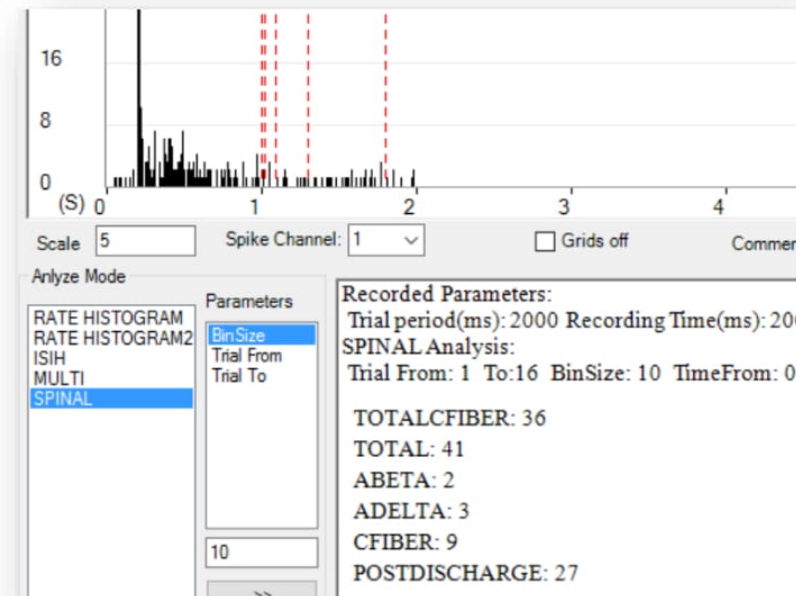 16
8
0
(S) 0 1 2 3 4
Scale 5 Spike Channel: 1 Grids off Commer
Anlyze Mode
Parameters
RATE HISTOGRAM
RATE HISTOGRAM2
ISIH
MULTI
SPINAL
BinSize
Trial From
Trial To
10
>>
Recorded Parameters:
Trial period(ms): 2000 Recording Time(ms): 20
SPINAL Analysis:
Trial From: 1 To:16 BinSize: 10 TimeFrom: 0
TOTALCFIBER: 36
TOTAL: 41
ABETA: 2
ADELTA: 3
CFIBER: 9
POSTDISCHARGE: 27